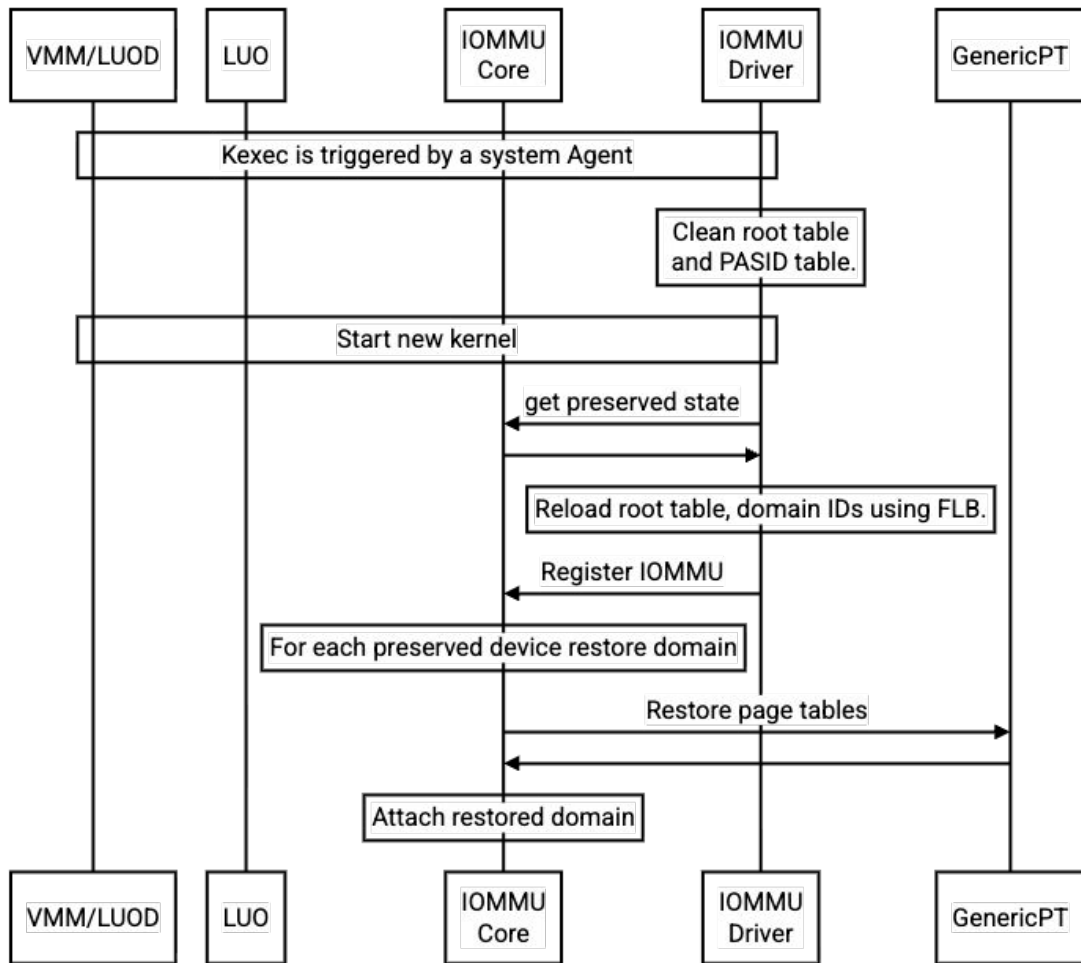 VMM/LUOD
LUO
IOMMU
Core
IOMMU
Driver
GenericPT
Kexec is triggered by a system Agent
Clean root table
and PASID table.
Start new kernel
get preserved state
Reload root table, domain IDs using FLB.
Register IOMMU
For each preserved device restore domain
Restore page tables
Attach restored domain
VMM/LUOD
LUO
IOMMU
Core
IOMMU
Driver
GenericPT